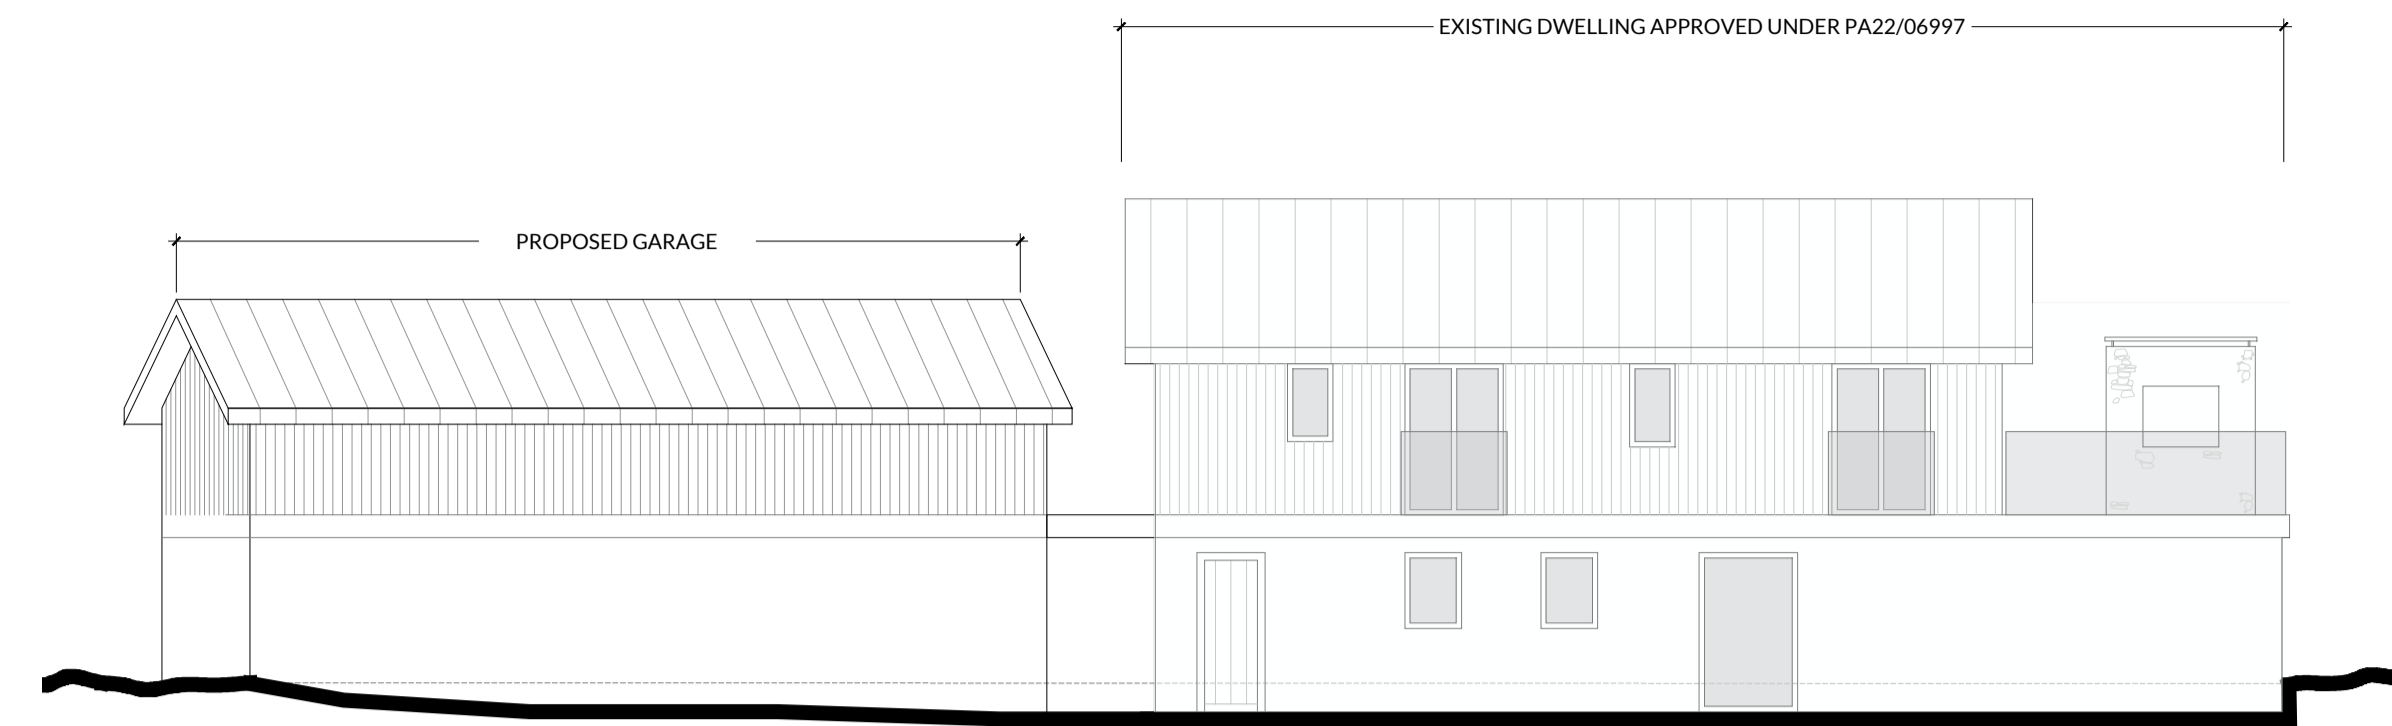 EXISTING DWELLING APPROVED UNDER PA22/06997
PROPOSED GARAGE